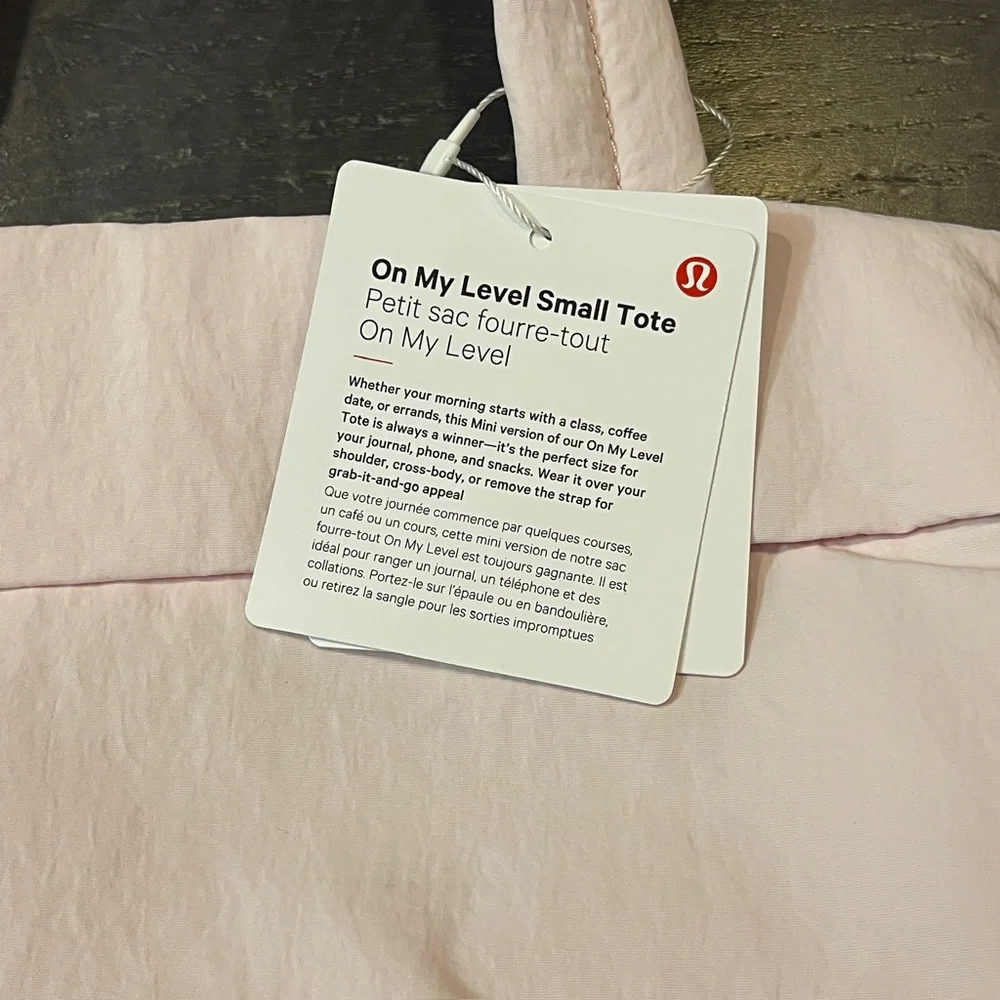 On My Level Small Tote
Petit sac fourre-tout
On My Level
Whether your morning starts with a class, coffee
date, or errands, this Mini version of our On My Level
Tote is always a winner—it's the perfect size for
your journal, phone, and snacks. Wear it over your
shoulder, cross-body, or remove the strap for
grab-it-and-go appeal
Que votre journée commence par quelques courses,
un café ou un cours, cette mini version de notre sac
fourre-tout On My Level est toujours gagnante. Il est
idéal pour ranger un journal, un téléphone et des
collations. Portez-le sur l'épaule ou en bandoulière,
ou retirez la sangle pour les sorties impromptues